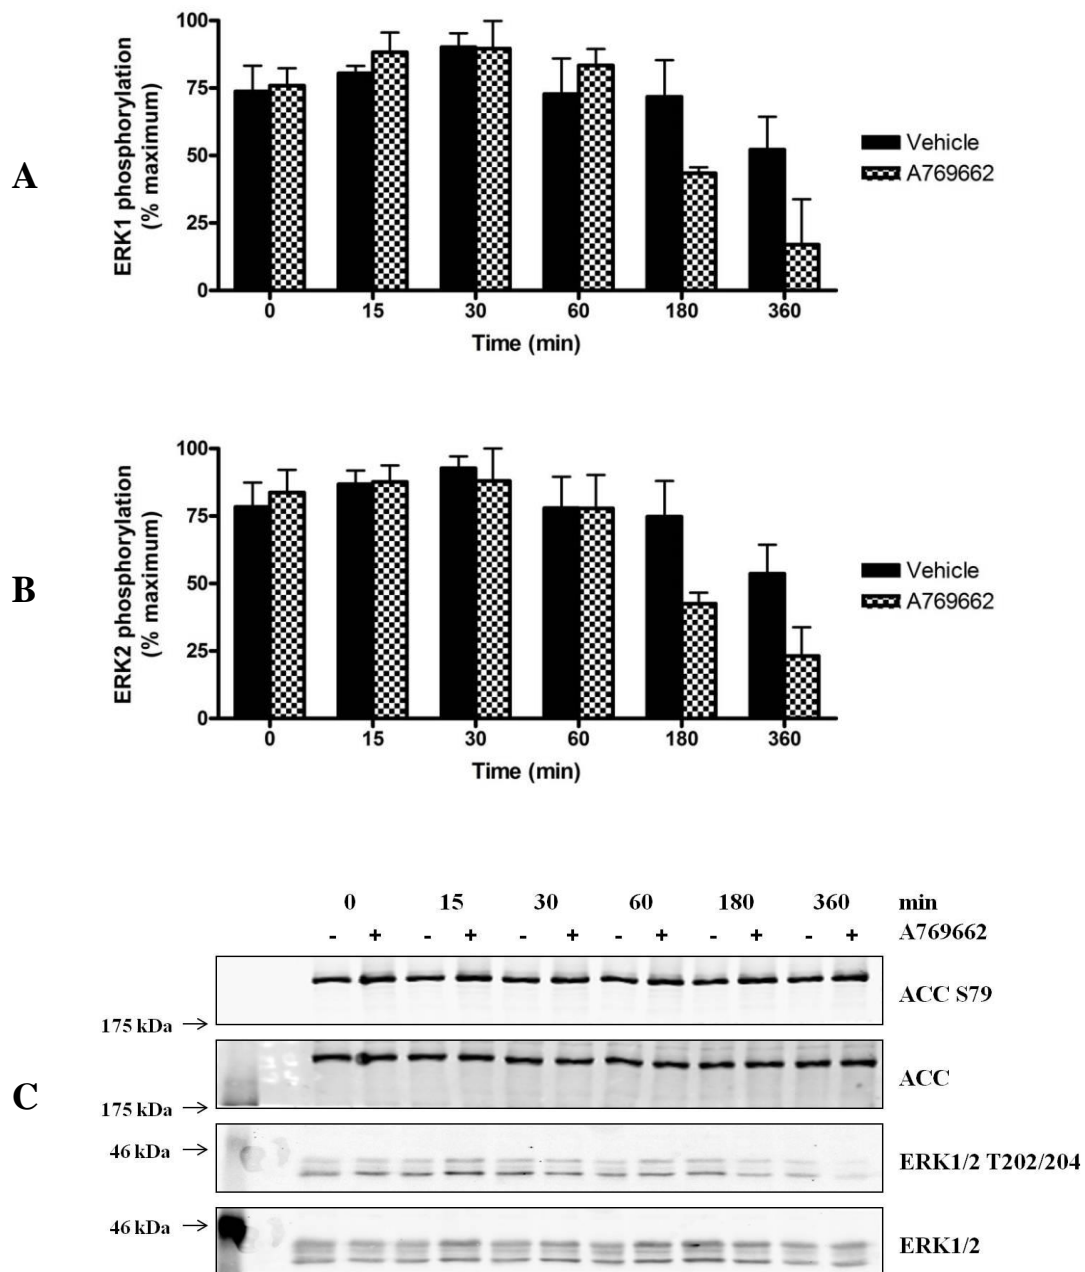 A
ERK1 phosphorylation
(% maximum)
100
75
50
25
0
0 15 30 60 180 360
Time (min)
Vehicle
A769662
B
ERK2 phosphorylation
(% maximum)
100
75
50
25
0
0 15 30 60 180 360
Time (min)
Vehicle
A769662
C
0 15 30 60 180 360 min
- + - + - + - + - + - + A769662
ACC S79
175 kDa →
ACC
175 kDa →
46 kDa →
ERK1/2 T202/204
46 kDa →
ERK1/2